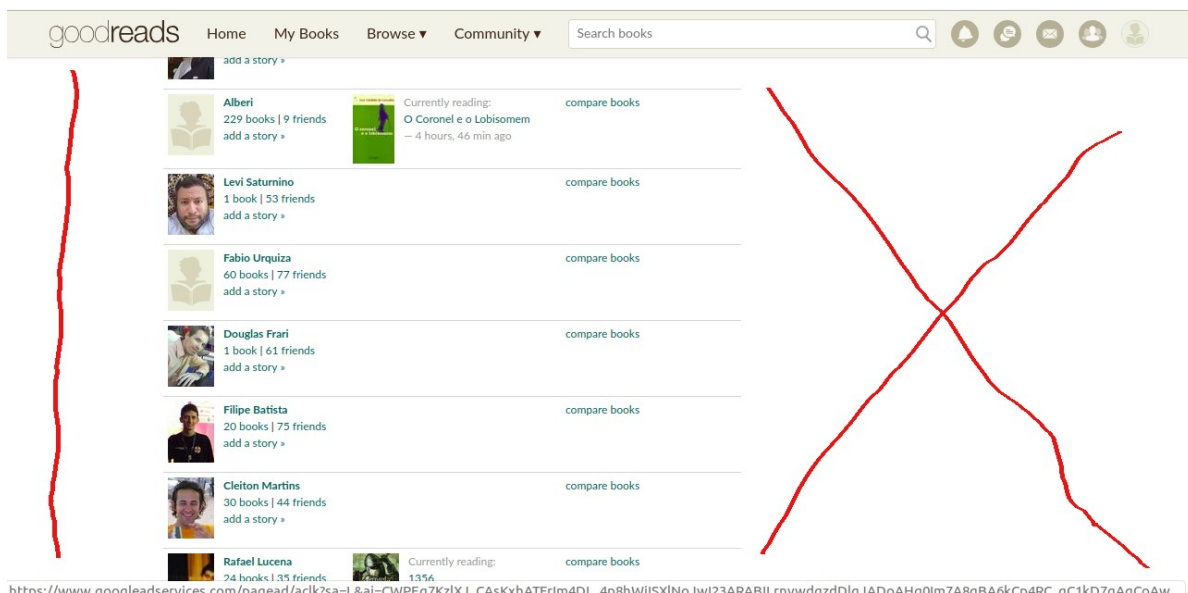 goodreads Home My Books Browse ▾ Community ▾ Search books
add a story »
Alberi
229 books | 9 friends
add a story »
Currently reading:
O Coronel e o Lobisomem
— 4 hours, 46 min ago
compare books
Levi Saturnino
1 book | 53 friends
add a story »
compare books
Fabio Urquiza
60 books | 77 friends
add a story »
compare books
Douglas Frari
1 book | 61 friends
add a story »
compare books
Filipe Batista
20 books | 75 friends
add a story »
compare books
Cleiton Martins
30 books | 44 friends
add a story »
compare books
Rafael Lucena
24 books | 35 friends
Currently reading:
1356
compare books